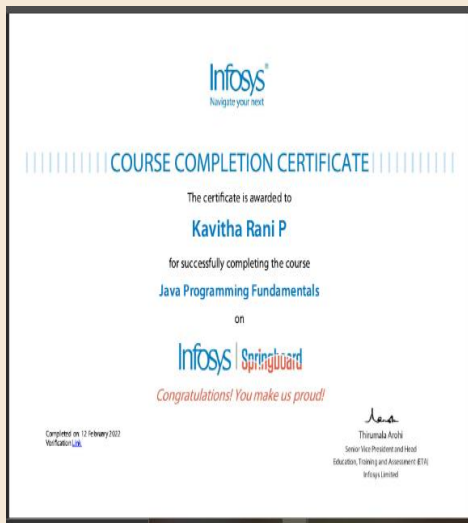 Infosys®
Navigate your next
COURSE COMPLETION CERTIFICATE
The certificate is awarded to
Kavitha Rani P
for successfully completing the course
Java Programming Fundamentals
on
Infosys | Springboard
Congratulations! You make us proud!
Completed on: 12 February 2022
Verification Link
Thirumala Arohi
Senior Vice President and Head
Education, Training and Assessment (ETA)
Infosys Limited